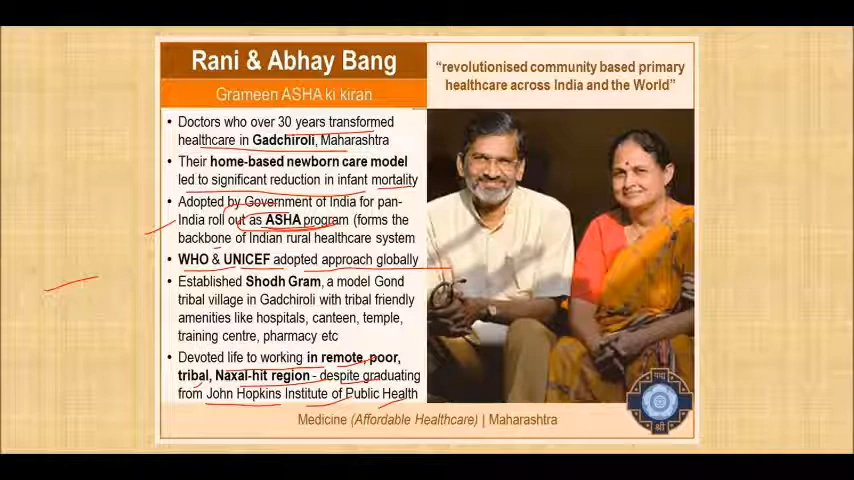 Rani & Abhay Bang
Grameen ASHA ki kiran
“revolutionised community based primary
healthcare across India and the World”
• Doctors who over 30 years transformed
healthcare in Gadchiroli, Maharashtra
• Their home-based newborn care model
led to significant reduction in infant mortality
• Adopted by Government of India for pan-
India roll out as ASHA program (forms the
backbone of Indian rural healthcare system
• WHO & UNICEF adopted approach globally
• Established Shodh Gram, a model Gond
tribal village in Gadchiroli with tribal friendly
amenities like hospitals, canteen, temple,
training centre, pharmacy etc
• Devoted life to working in remote, poor,
tribal, Naxal-hit region - despite graduating
from John Hopkins Institute of Public Health
पद्म
श्री
Medicine (Affordable Healthcare) | Maharashtra